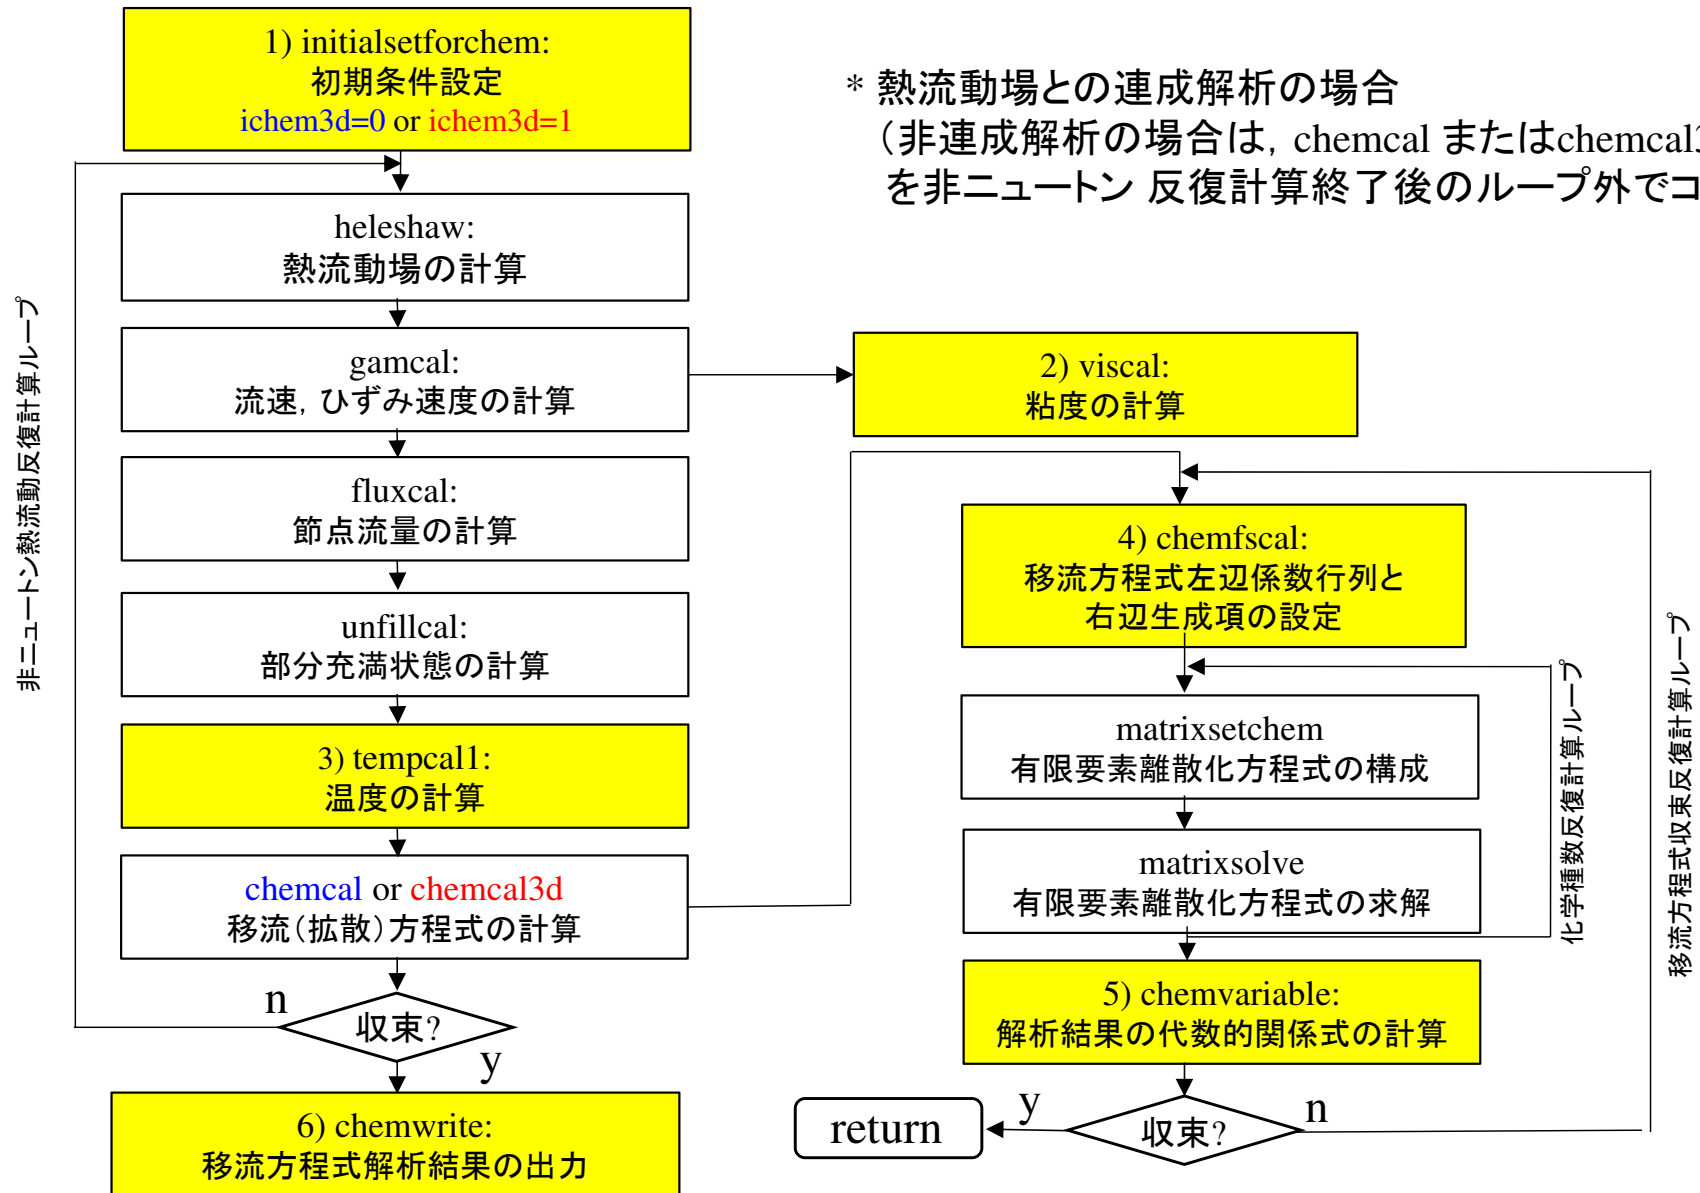 1) initialsetforchem:
初期条件設定
ichem3d=0 or ichem3d=1
* 熱流動場との連成解析の場合
（非連成解析の場合は, chemcal またはchemcal3
を非ニュートン 反復計算終了後のループ外でコ
heleshaw:
熱流動場の計算
gamcal:
流速, ひずみ速度の計算
2) viscal:
粘度の計算
fluxcal:
節点流量の計算
unfillcal:
部分充満状態の計算
3) tempcal1:
温度の計算
chemcal or chemcal3d
移流（拡散）方程式の計算
収束?
n
y
6) chemwrite:
移流方程式解析結果の出力
非ニュートン熱流動反復計算ループ
4) chemfscal:
移流方程式左辺係数行列と
右辺生成項の設定
matrixsetchem
有限要素離散化方程式の構成
matrixsolve
有限要素離散化方程式の求解
5) chemvariable:
解析結果の代数的関係式の計算
収束?
y
n
return
化学種数反復計算ループ
移流方程式収束反復計算ループ